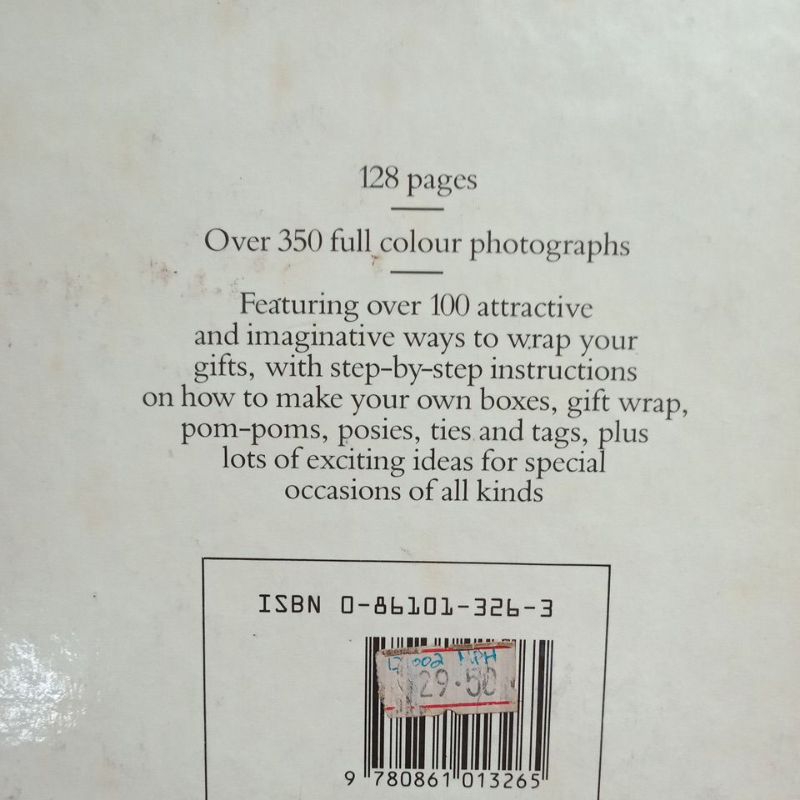 128 pages
Over 350 full colour photographs
Featuring over 100 attractive
and imaginative ways to wrap your
gifts, with step-by-step instructions
on how to make your own boxes, gift wrap,
pom-poms, posies, ties and tags, plus
lots of exciting ideas for special
occasions of all kinds
ISBN 0-86101-326-3
002 MPH
29.50
9 780861 013265